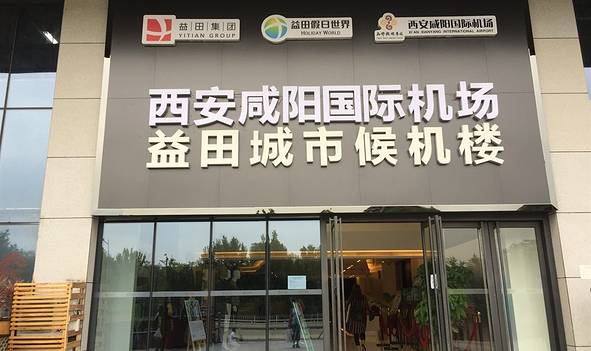 益田集团
YITIAN GROUP
益田假日世界
HOLIDAY WORLD
西安咸阳国际机场
XI'AN XIANYANG INTERNATIONAL AIRPORT
西安咸阳国际机场
益田城市候机楼